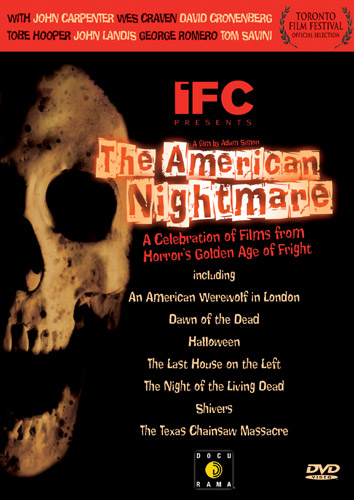 WITH JOHN CARPENTER WES CRAVEN DAVID CRONENBERG
TOBE HOOPER JOHN LANDIS GEORGE ROMERO TOM SAVINI
TORONTO
FILM FESTIVAL
OFFICIAL SELECTION
IFC
PRESENTS
A film by Adam Simon
The American
Nightmare
A Celebration of Films from
Horror's Golden Age of Fright
including
An American Werewolf in London
Dawn of the Dead
Halloween
The Last House on the Left
The Night of the Living Dead
Shivers
The Texas Chainsaw Massacre
DOCU
RAMA
DVD
VIDEO